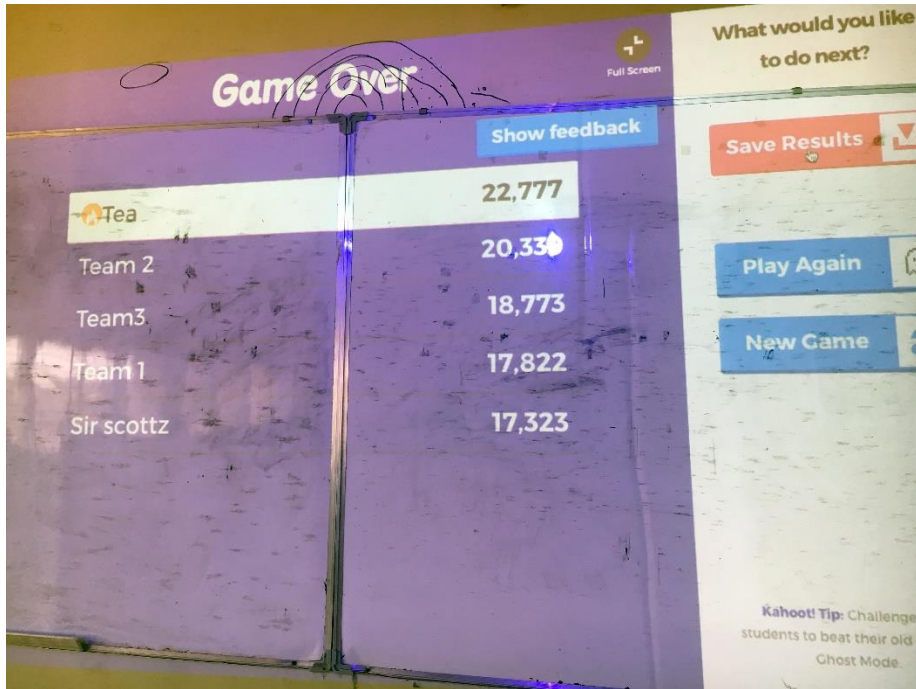 What would you like
to do next?
Game Over
Full Screen
Show feedback
Save Results
Tea 22,777
Team 2 20,339
Team3 18,773
Team 1 17,822
Sir scottz 17,323
Play Again
New Game
Kahoot! Tip: Challenge
students to beat their old
Ghost Mode.